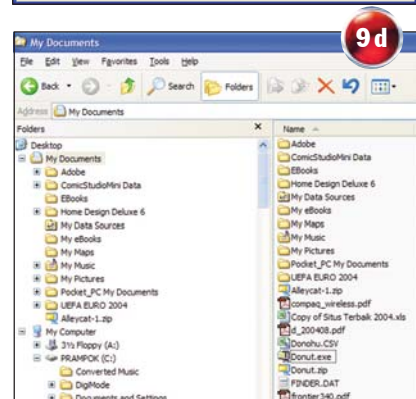 9d
My Documents
File Edit View Favorites Tools Help
Back Search Folders
Address My Documents
Folders
Desktop
My Documents
Adobe
ComicStudioMini Data
EBooks
Home Design Deluxe 6
My Data Sources
My eBooks
My Maps
My Music
My Pictures
Pocket_PC My Documents
UEFA EURO 2004
Alleycat-1.zip
My Computer
3½ Floppy (A:)
PRAMPOK (C:)
Converted Music
DigiMode
Documents and Settings
Name
Adobe
ComicStudioMini Data
EBooks
Home Design Deluxe 6
My Data Sources
My eBooks
My Maps
My Music
My Pictures
Pocket_PC My Documents
UEFA EURO 2004
Alleycat-1.zip
compaq_wireless.pdf
Copy of Situs Terbaik 2004.xls
d_200408.pdf
Donohu.CSV
Donut.exe
Donut.zip
FINDER.DAT
frontier340.pdf